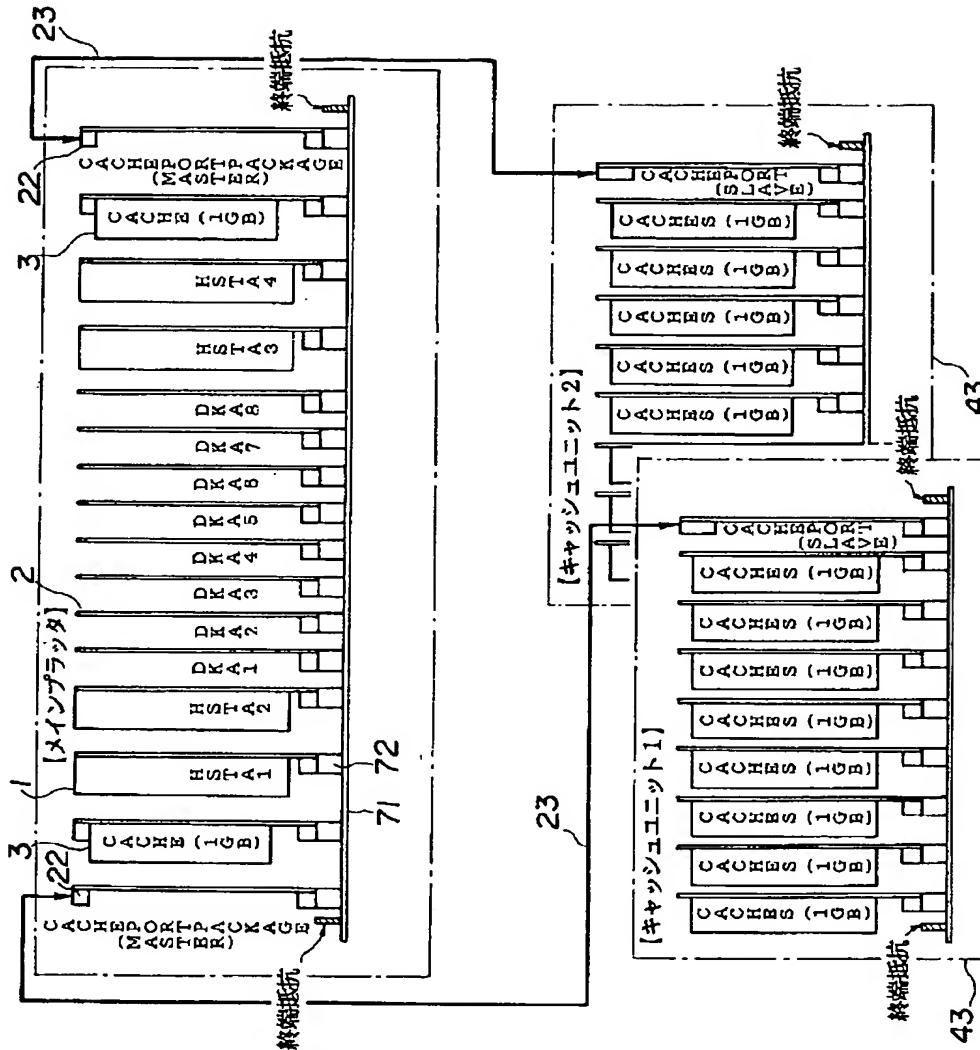 23
22
CACHE PORT PACKAGE
(MASTER)
終端抵抗
3
CACHE (1GB)
HSTA4
HSTA3
DKA8
DKA7
DKA6
DKA5
DKA4
DKA3
2
DKA2
DKA1
【メインプラッタ】
HSTA2
1
HSTA1
72
71
3
CACHE (1GB)
22
CACHE PORT PACKAGE
(MASTER)
終端抵抗
23
終端抵抗
CACHE PORT
(SLAVE)
CACHES (1GB)
CACHES (1GB)
CACHES (1GB)
CACHES (1GB)
CACHES (1GB)
【キャッシュユニット2】
43
終端抵抗
CACHE PORT
(SLAVE)
CACHES (1GB)
CACHES (1GB)
CACHES (1GB)
CACHES (1GB)
CACHES (1GB)
CACHES (1GB)
CACHES (1GB)
CACHES (1GB)
【キャッシュユニット1】
終端抵抗
43